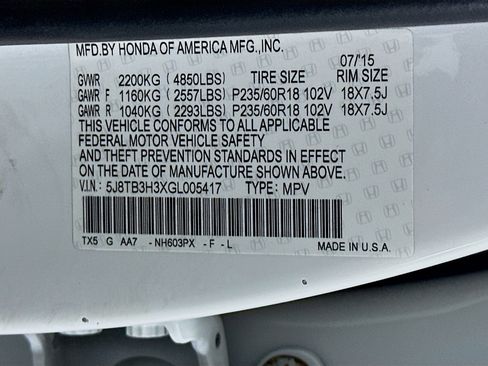 MFD.BY HONDA OF AMERICA MFG.,INC.
07/'15
GVWR 2200KG (4850LBS) TIRE SIZE RIM SIZE
GAWR F 1160KG (2557LBS) P235/60R18 102V 18X7.5J
GAWR R 1040KG (2293LBS) P235/60R18 102V 18X7.5J
THIS VEHICLE CONFORMS TO ALL APPLICABLE
FEDERAL MOTOR VEHICLE SAFETY
AND THEFT PREVENTION STANDARDS IN EFFECT
ON THE DATE OF MANUFACTURE SHOWN ABOVE.
V.I.N.: 5J8TB3H3XGL005417 TYPE: MPV
TX5 G AA7 -NH603PX -F -L
MADE IN U.S.A.